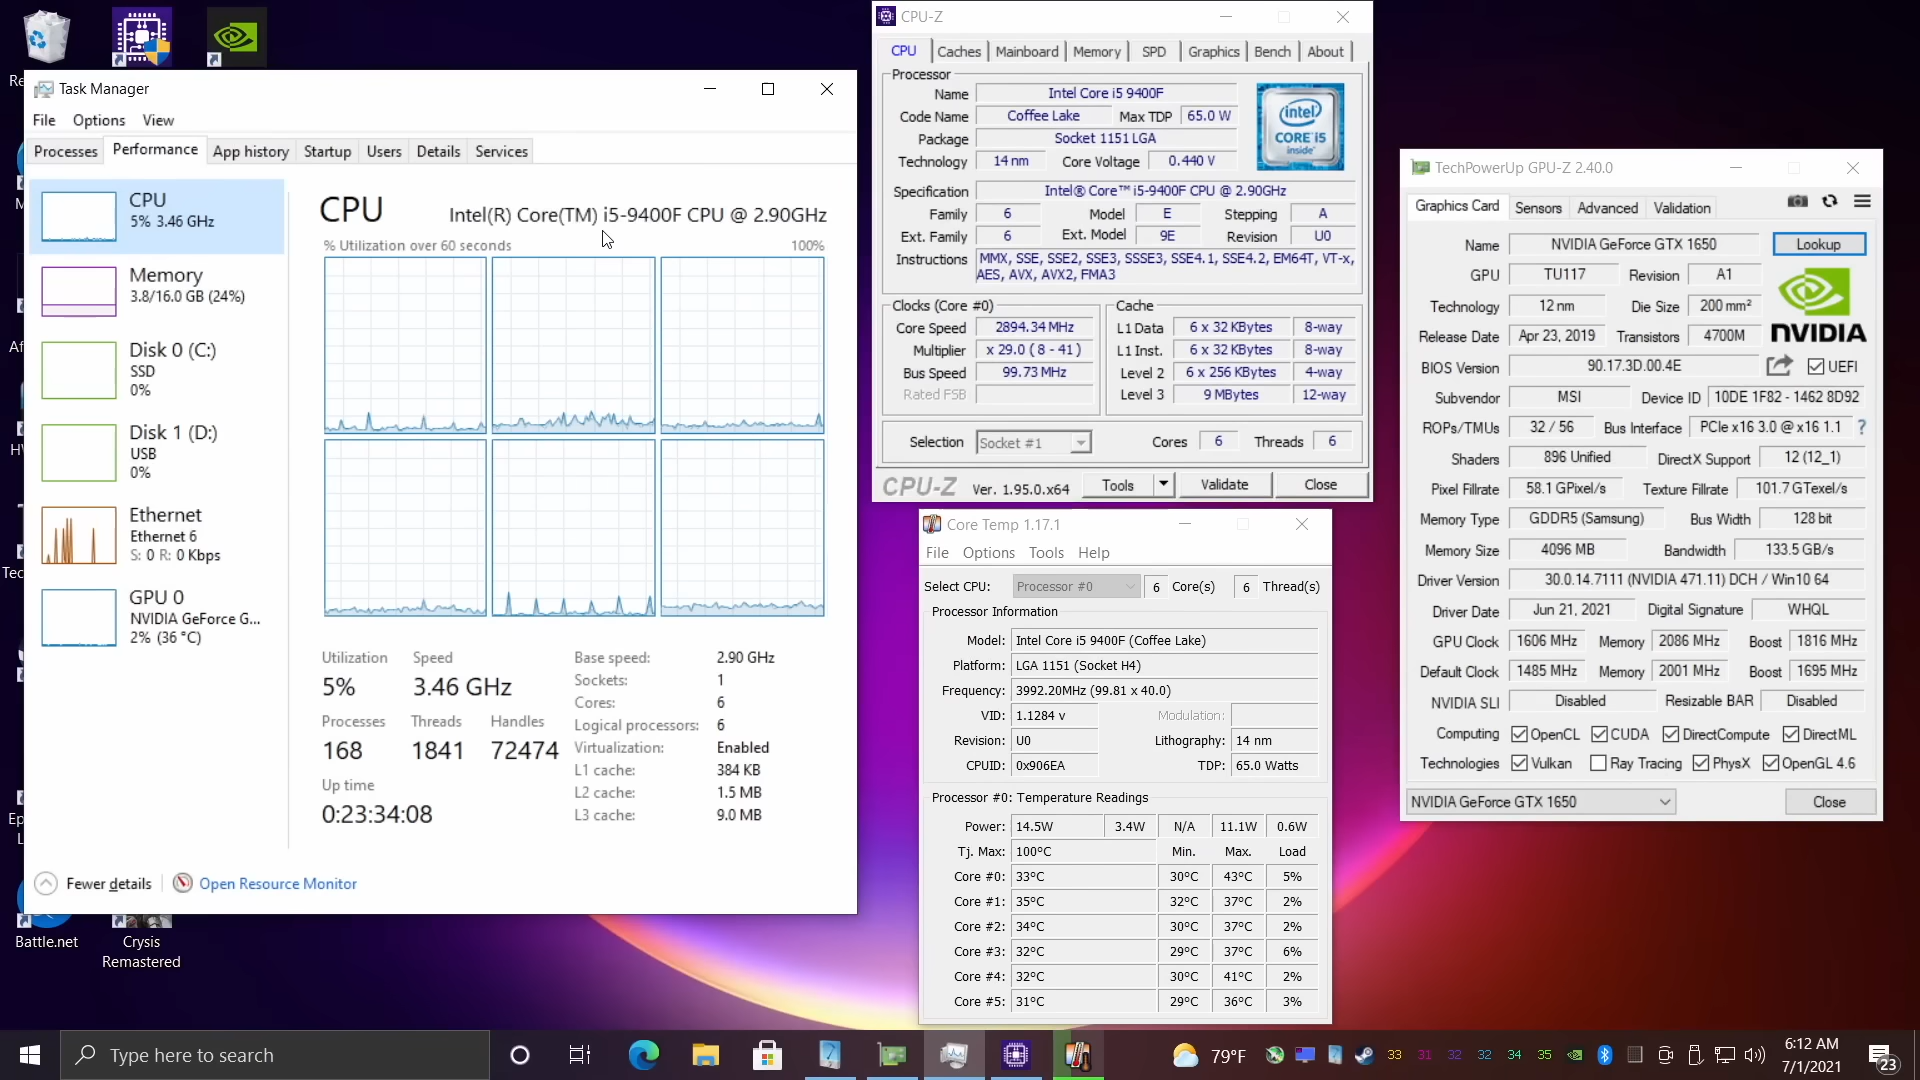 Re
Task Manager
File Options View
Processes Performance App history Startup Users Details Services
CPU
5% 3.46 GHz
Memory
3.8/16.0 GB (24%)
Disk 0 (C:)
SSD
0%
Disk 1 (D:)
USB
0%
Ethernet
Ethernet 6
S: 0 R: 0 Kbps
GPU 0
NVIDIA GeForce G...
2% (36 °C)
CPU Intel(R) Core(TM) i5-9400F CPU @ 2.90GHz
% Utilization over 60 seconds 100%
Utilization Speed
5% 3.46 GHz
Processes Threads Handles
168 1841 72474
Up time
0:23:34:08
Base speed: 2.90 GHz
Sockets: 1
Cores: 6
Logical processors: 6
Virtualization: Enabled
L1 cache: 384 KB
L2 cache: 1.5 MB
L3 cache: 9.0 MB
Fewer details Open Resource Monitor
Battle.net
Crysis
Remastered
CPU-Z
CPU Caches Mainboard Memory SPD Graphics Bench About
Processor
Name Intel Core i5 9400F
Code Name Coffee Lake Max TDP 65.0 W
Package Socket 1151 LGA
Technology 14 nm Core Voltage 0.440 V
intel
CORE i5
inside
Specification Intel® Core™ i5-9400F CPU @ 2.90GHz
Family 6 Model E Stepping A
Ext. Family 6 Ext. Model 9E Revision U0
Instructions MMX, SSE, SSE2, SSE3, SSSE3, SSE4.1, SSE4.2, EM64T, VT-x,
AES, AVX, AVX2, FMA3
Clocks (Core #0)
Core Speed 2894.34 MHz
Multiplier x 29.0 ( 8 - 41 )
Bus Speed 99.73 MHz
Rated FSB
Cache
L1 Data 6 x 32 KBytes 8-way
L1 Inst. 6 x 32 KBytes 8-way
Level 2 6 x 256 KBytes 4-way
Level 3 9 MBytes 12-way
Selection Socket #1 Cores 6 Threads 6
CPU-Z Ver. 1.95.0.x64 Tools Validate Close
Core Temp 1.17.1
File Options Tools Help
Select CPU: Processor #0 6 Core(s) 6 Thread(s)
Processor Information
Model: Intel Core i5 9400F (Coffee Lake)
Platform: LGA 1151 (Socket H4)
Frequency: 3992.20MHz (99.81 x 40.0)
VID: 1.1284 v Modulation:
Revision: U0 Lithography: 14 nm
CPUID: 0x906EA TDP: 65.0 Watts
Processor #0: Temperature Readings
Power: 14.5W 3.4W N/A 11.1W 0.6W
Tj. Max: 100°C Min. Max. Load
Core #0: 33°C 30°C 43°C 5%
Core #1: 35°C 32°C 37°C 2%
Core #2: 34°C 30°C 37°C 2%
Core #3: 32°C 29°C 37°C 6%
Core #4: 32°C 30°C 41°C 2%
Core #5: 31°C 29°C 36°C 3%
TechPowerUp GPU-Z 2.40.0
Graphics Card Sensors Advanced Validation
Name NVIDIA GeForce GTX 1650 Lookup
GPU TU117 Revision A1
Technology 12 nm Die Size 200 mm²
Release Date Apr 23, 2019 Transistors 4700M
NVIDIA
BIOS Version 90.17.3D.00.4E UEFI
Subvendor MSI Device ID 10DE 1F82 - 1462 8D92
ROPs/TMUs 32 / 56 Bus Interface PCIe x16 3.0 @ x16 1.1 ?
Shaders 896 Unified DirectX Support 12 (12_1)
Pixel Fillrate 58.1 GPixel/s Texture Fillrate 101.7 GTexel/s
Memory Type GDDR5 (Samsung) Bus Width 128 bit
Memory Size 4096 MB Bandwidth 133.5 GB/s
Driver Version 30.0.14.7111 (NVIDIA 471.11) DCH / Win10 64
Driver Date Jun 21, 2021 Digital Signature WHQL
GPU Clock 1606 MHz Memory 2086 MHz Boost 1816 MHz
Default Clock 1485 MHz Memory 2001 MHz Boost 1695 MHz
NVIDIA SLI Disabled Resizable BAR Disabled
Computing OpenCL CUDA DirectCompute DirectML
Technologies Vulkan Ray Tracing PhysX OpenGL 4.6
NVIDIA GeForce GTX 1650 Close
Type here to search
79°F
33 31 32 32 34 35
6:12 AM
7/1/2021
23